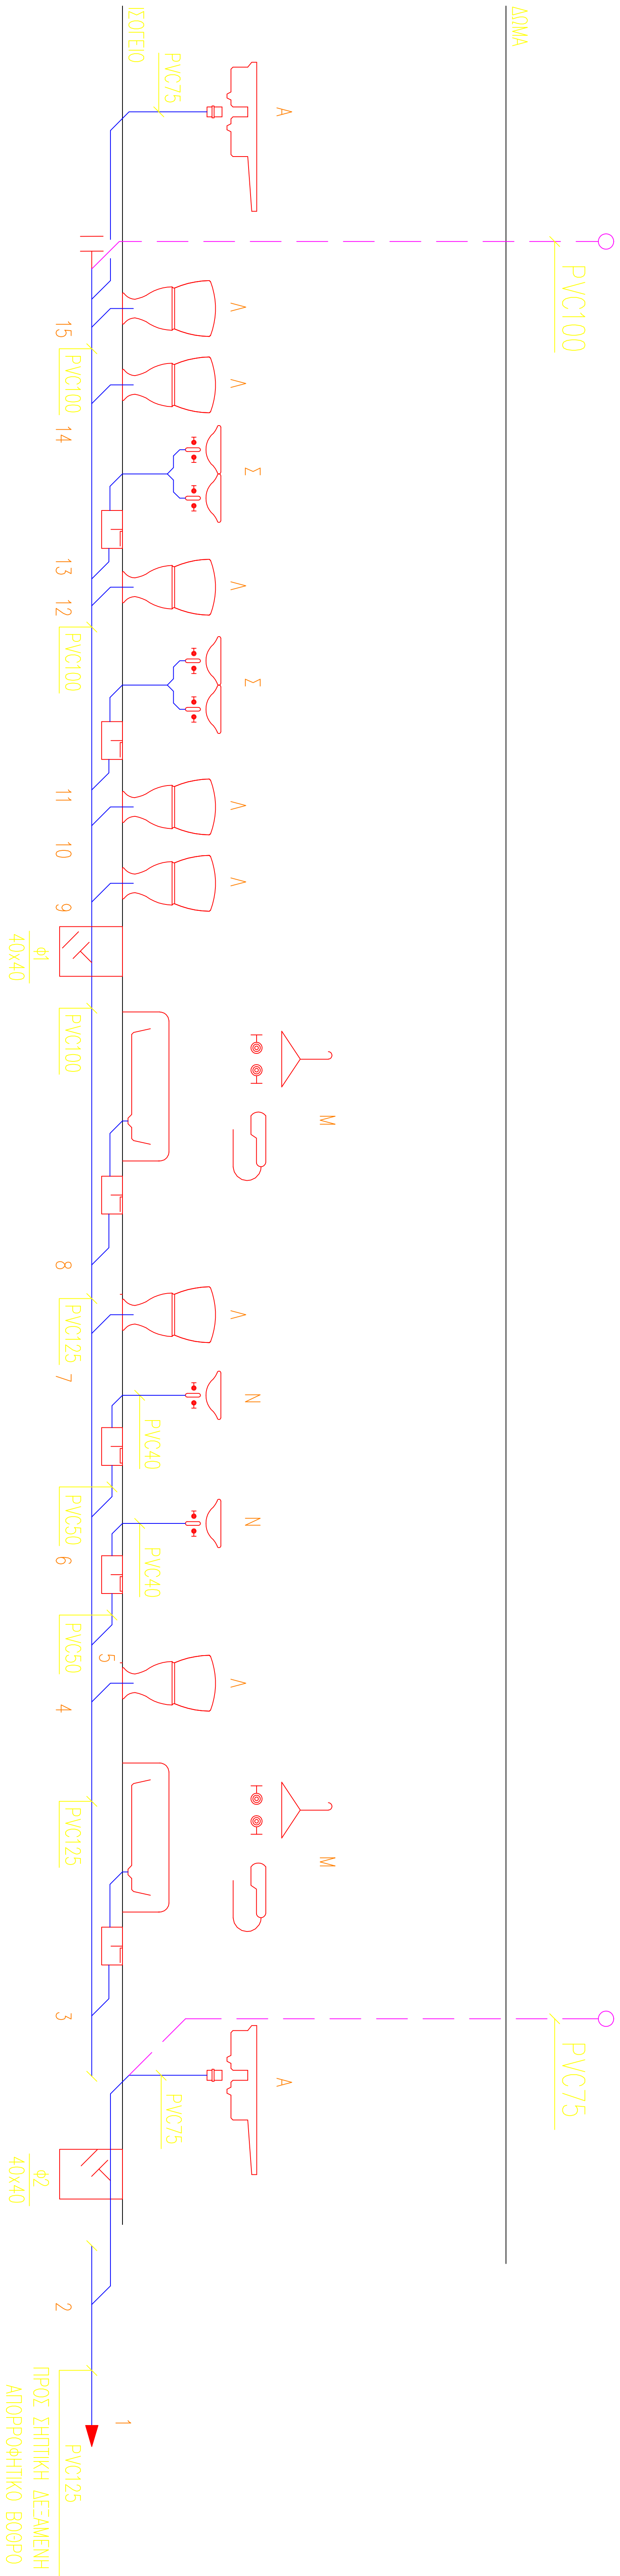 ΔΩΜΑ
ΙΣΟΓΕΙΟ
PVC75
A
PVC100
15
PVC100
Λ
Λ
14
Σ
13
12
Λ
PVC100
Σ
11
10
Λ
Λ
9
φ1
40x40
PVC100
M
8
PVC125
Λ
7
N
PVC40
PVC50
N
6
PVC40
PVC50
5
Λ
4
M
PVC125
3
PVC75
A
PVC75
φ2
40x40
2
1
PVC125
ΠΡΟΣ ΣΗΠΤΙΚΗ ΔΕΞΑΜΕΝΗ
ΑΠΟΡΡΟΦΗΤΙΚΟ ΒΟΘΡΟ